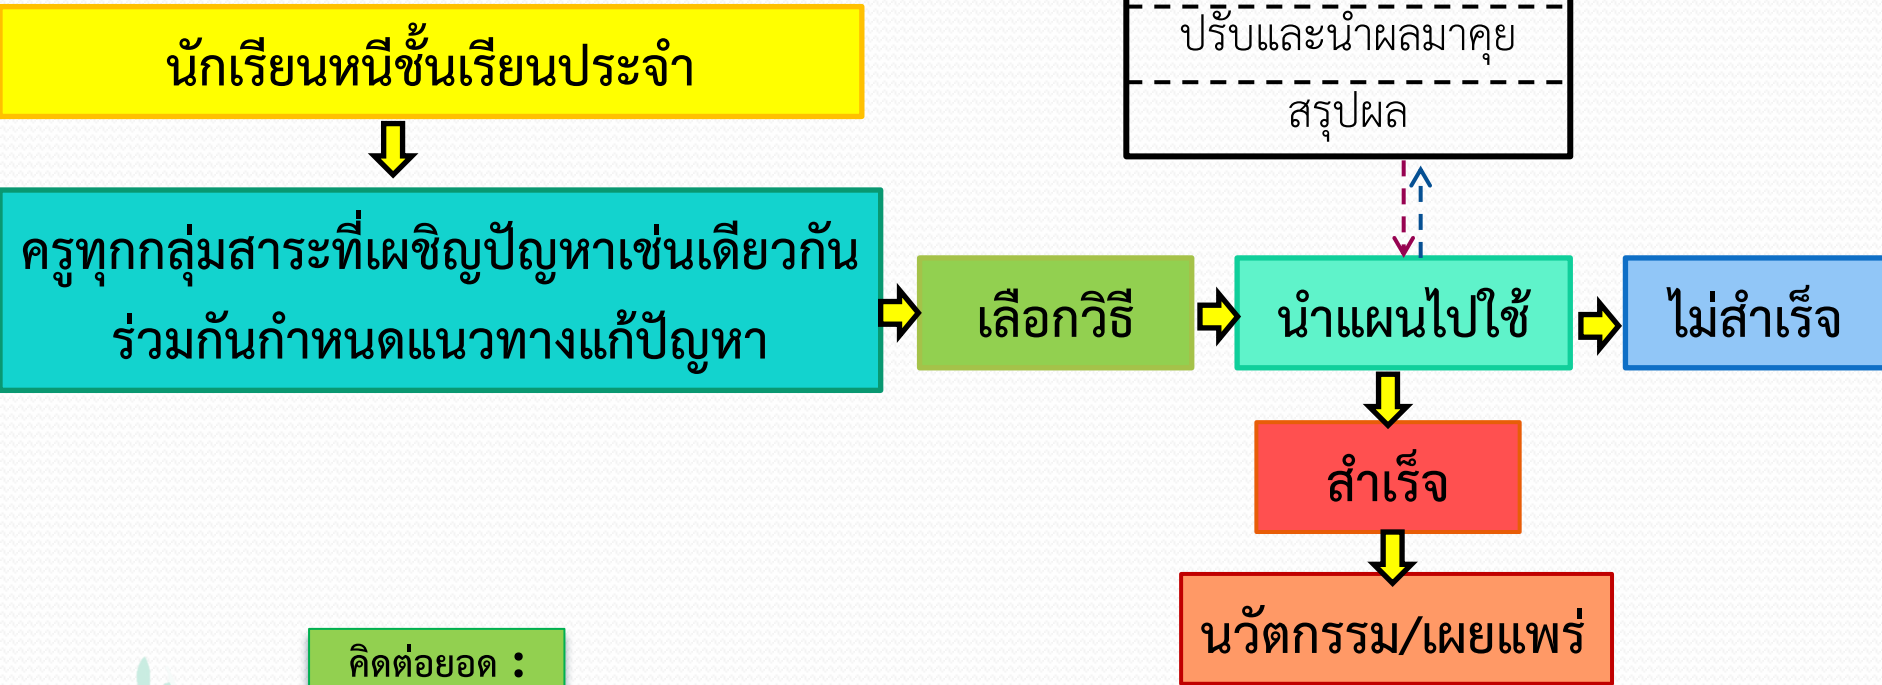 นักเรียนหนีชั้นเรียนประจำ
ปรับและนำผลมาคุย
สรุปผล
ครูทุกกลุ่มสาระที่เผชิญปัญหาเช่นเดียวกัน
ร่วมกันกำหนดแนวทางแก้ปัญหา
เลือกวิธี
นำแผนไปใช้
ไม่สำเร็จ
สำเร็จ
นวัตกรรม/เผยแพร่
คิดต่อยอด :